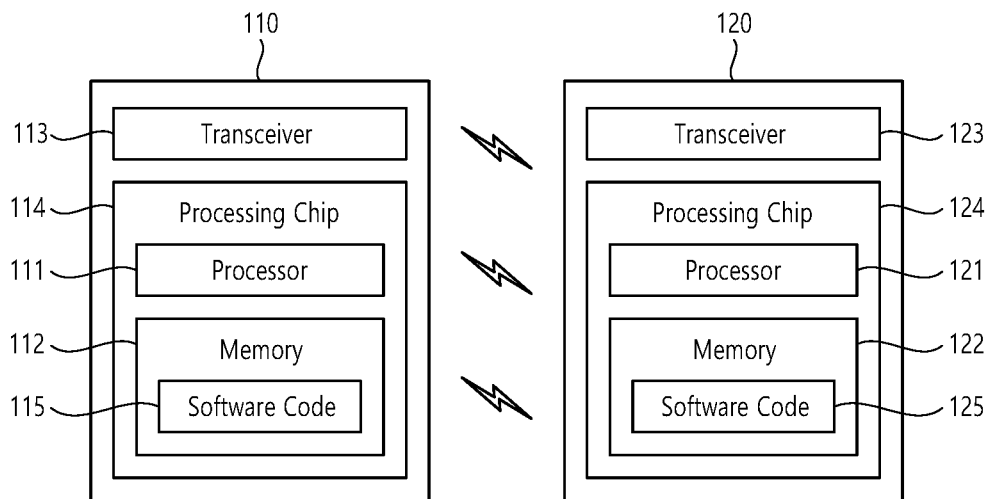 110
120
113
Transceiver
Transceiver
123
114
Processing Chip
Processing Chip
124
111
Processor
Processor
121
112
Memory
Memory
122
115
Software Code
Software Code
125